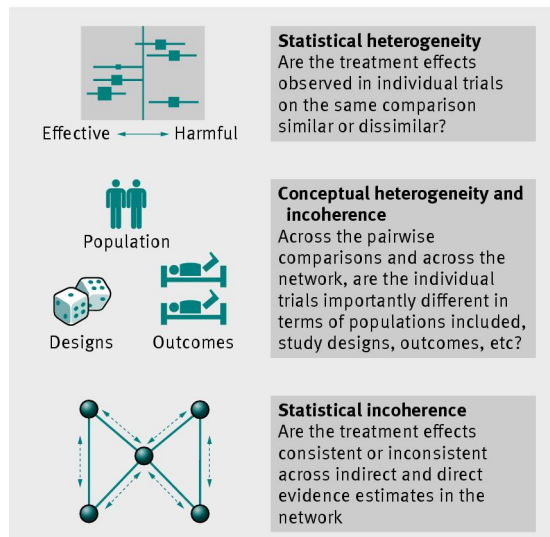 Statistical heterogeneity
Are the treatment effects
observed in individual trials
on the same comparison
similar or dissimilar?
Effective
Harmful
Conceptual heterogeneity and
incoherence
Across the pairwise
comparisons and across the
network, are the individual
trials importantly different in
terms of populations included,
study designs, outcomes, etc?
Population
Designs
Outcomes
Statistical incoherence
Are the treatment effects
consistent or inconsistent
across indirect and direct
evidence estimates in the
network